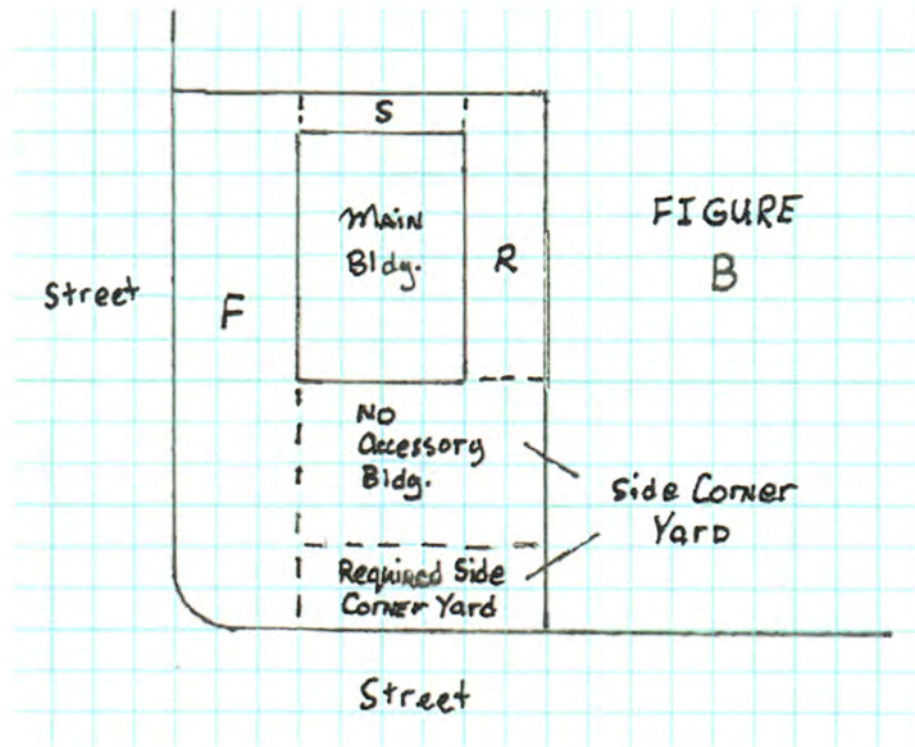 S
Main
Bldg.
R
FIGURE
B
Street
F
No
Accessory
Bldg.
Side Corner
Yard
Required Side
Corner Yard
Street